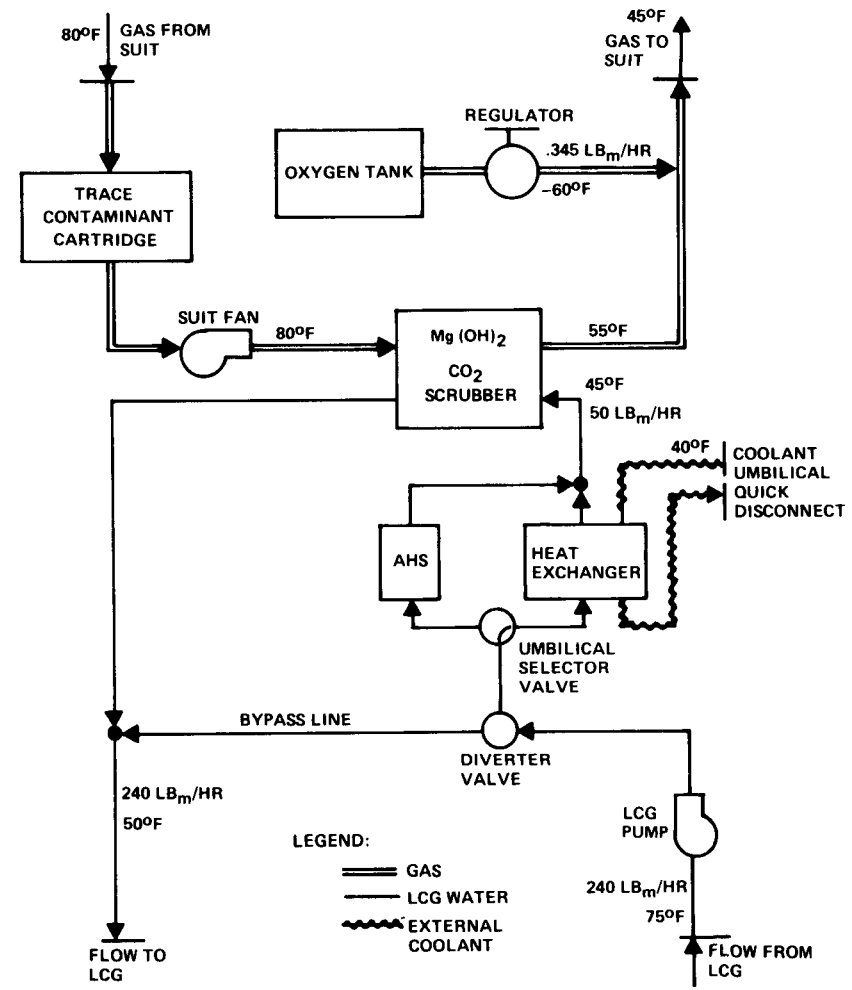 80°F
GAS FROM
SUIT
45°F
GAS TO
SUIT
REGULATOR
OXYGEN TANK
.345 LBm/HR
-60°F
TRACE
CONTAMINANT
CARTRIDGE
SUIT FAN
80°F
Mg (OH)2
CO2
SCRUBBER
55°F
45°F
50 LBm/HR
40°F
COOLANT
UMBILICAL
QUICK
DISCONNECT
AHS
HEAT
EXCHANGER
UMBILICAL
SELECTOR
VALVE
BYPASS LINE
DIVERTER
VALVE
240 LBm/HR
50°F
LCG
PUMP
LEGEND:
GAS
LCG WATER
EXTERNAL
COOLANT
240 LBm/HR
75°F
FLOW TO
LCG
FLOW FROM
LCG